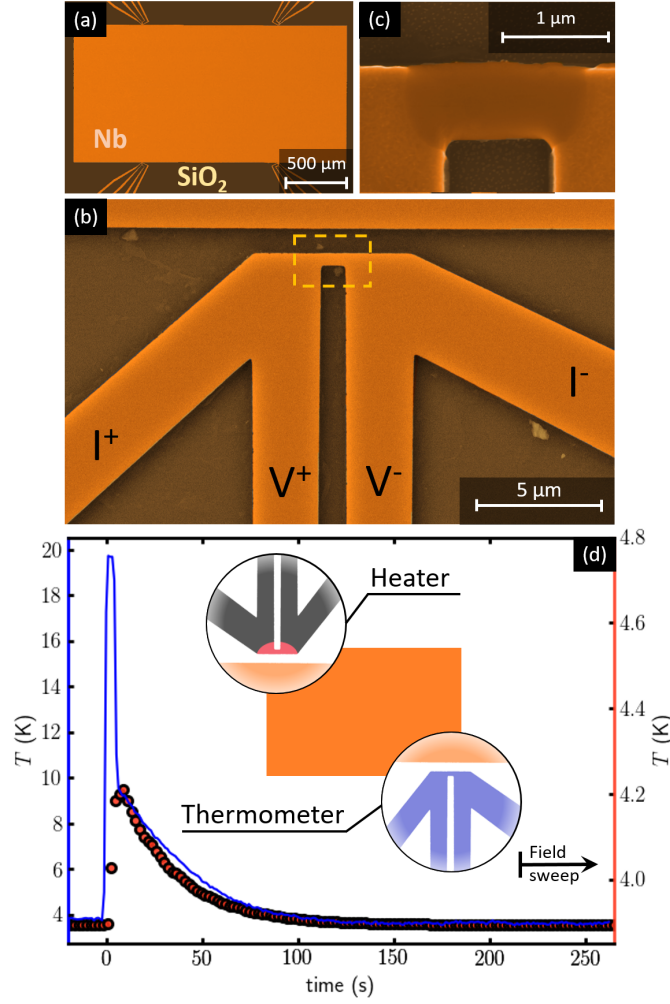 (a)
Nb
SiO₂
500 μm
(c)
1 μm
(b)
I⁺
V⁺
V⁻
I⁻
5 μm
(d)
20
18
16
14
12
10
8
6
4
T (K)
4.8
4.6
4.4
4.2
4.0
T (K)
Heater
Thermometer
Field
sweep
0
50
100
150
200
250
time (s)